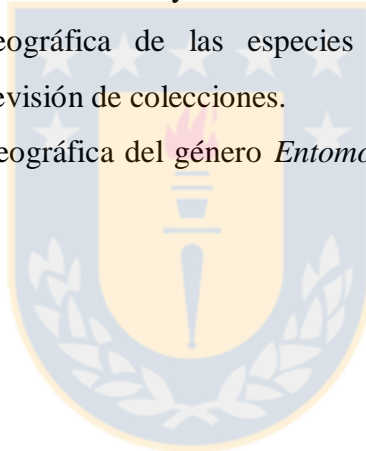 y
eográfica de las especies
evisión de colecciones.
eográfica del género Entomo